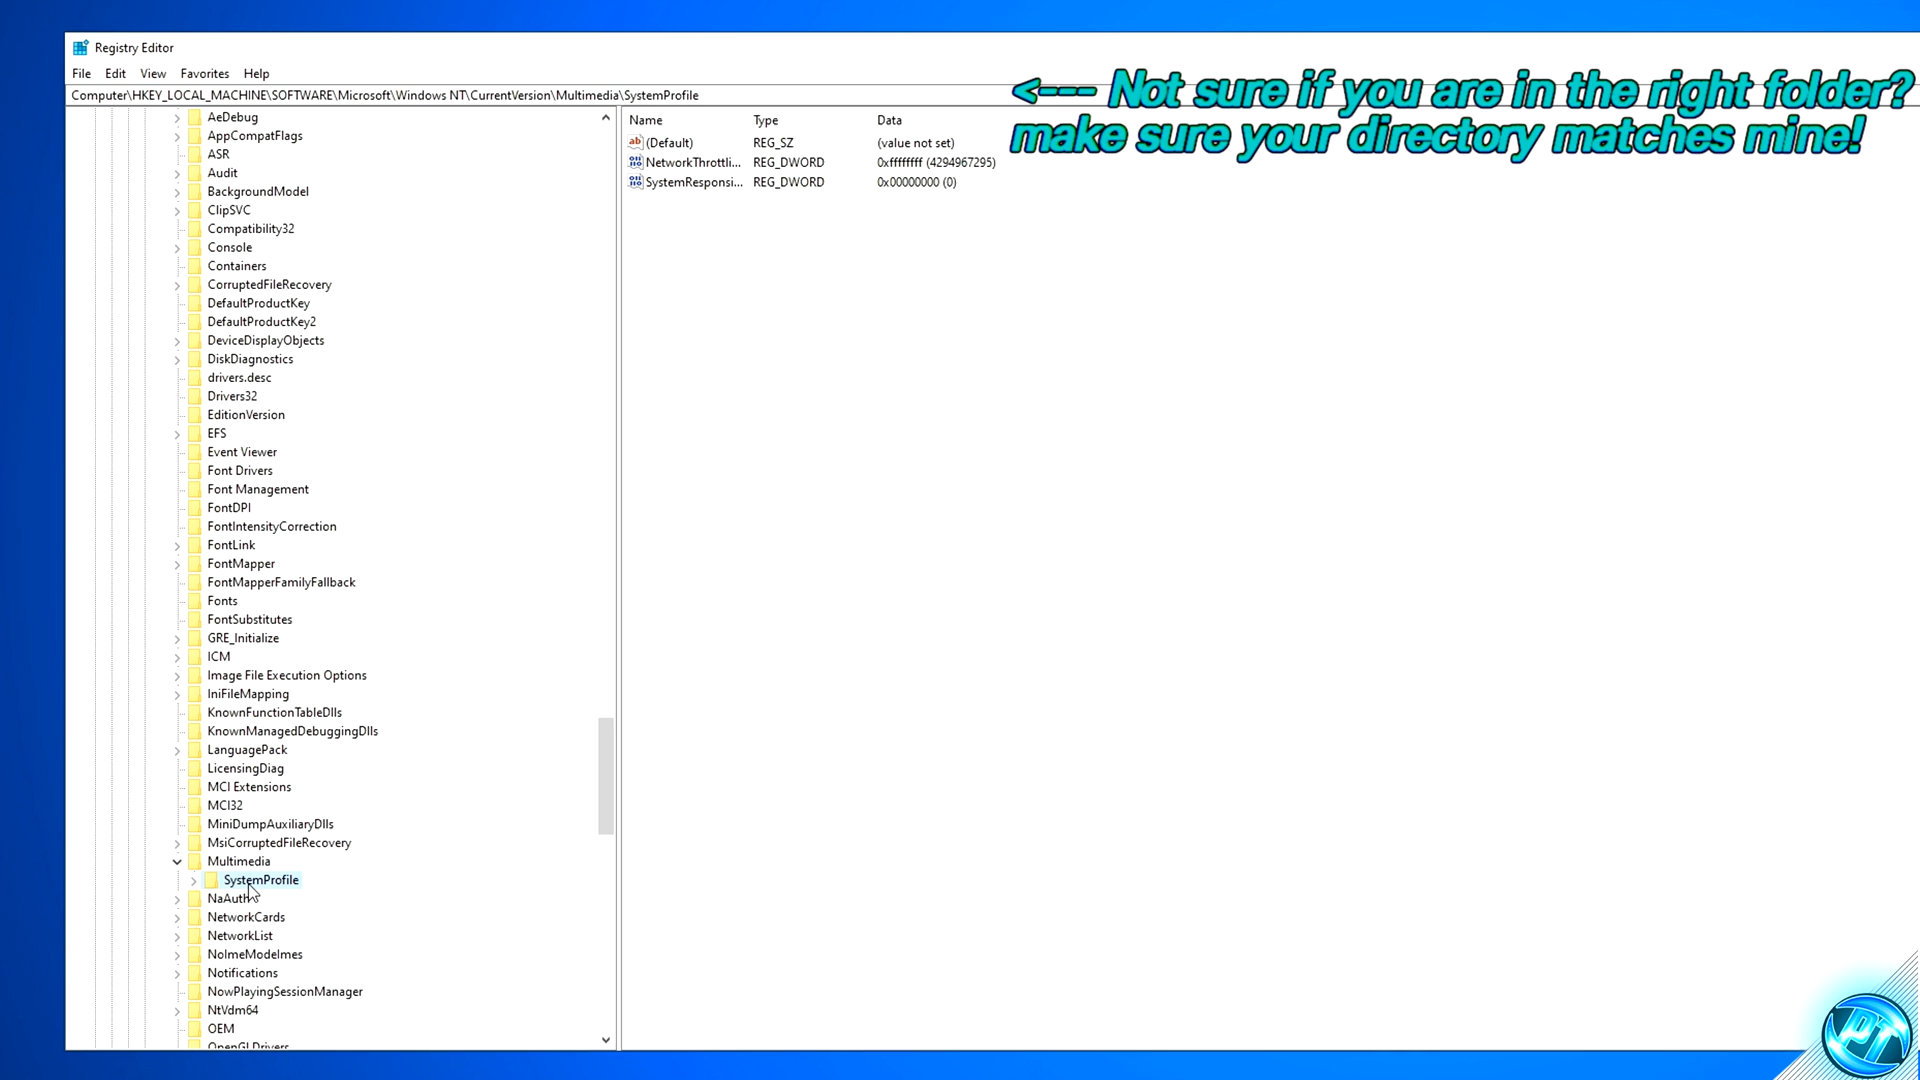 Registry Editor
File Edit View Favorites Help
Computer\HKEY_LOCAL_MACHINE\SOFTWARE\Microsoft\Windows NT\CurrentVersion\Multimedia\SystemProfile
<--- Not sure if you are in the right folder?
make sure your directory matches mine!
AeDebug
AppCompatFlags
ASR
Audit
BackgroundModel
ClipSVC
Compatibility32
Console
Containers
CorruptedFileRecovery
DefaultProductKey
DefaultProductKey2
DeviceDisplayObjects
DiskDiagnostics
drivers.desc
Drivers32
EditionVersion
EFS
Event Viewer
Font Drivers
Font Management
FontDPI
FontIntensityCorrection
FontLink
FontMapper
FontMapperFamilyFallback
Fonts
FontSubstitutes
GRE_Initialize
ICM
Image File Execution Options
IniFileMapping
KnownFunctionTableDlls
KnownManagedDebuggingDlls
LanguagePack
LicensingDiag
MCI Extensions
MCI32
MiniDumpAuxiliaryDlls
MsiCorruptedFileRecovery
Multimedia
SystemProfile
NaAuth
NetworkCards
NetworkList
NoImeModeImes
Notifications
NowPlayingSessionManager
NtVdm64
OEM
OpenGLDrivers
Name Type Data
(Default) REG_SZ (value not set)
NetworkThrottli... REG_DWORD 0xffffffff (4294967295)
SystemResponsi... REG_DWORD 0x00000000 (0)
PT